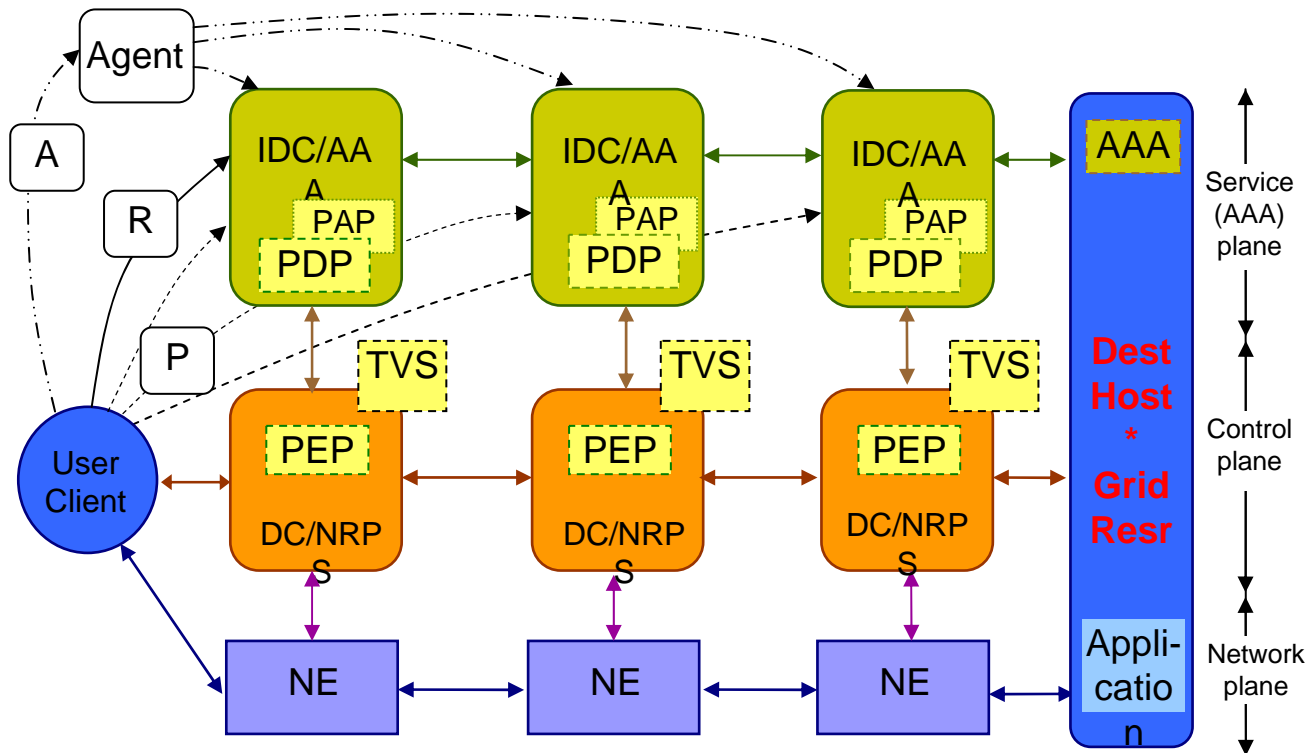 Agent
A
R
P
User
Client
IDC/AA
A
PAP
PDP
IDC/AA
A
PAP
PDP
IDC/AA
A
PAP
PDP
AAA
TVS
PEP
DC/NRP
S
TVS
PEP
DC/NRP
S
TVS
PEP
DC/NRP
S
Dest
Host
*
Grid
Resr
NE
NE
NE
Appli-
catio
n
Service
(AAA)
plane
Control
plane
Network
plane